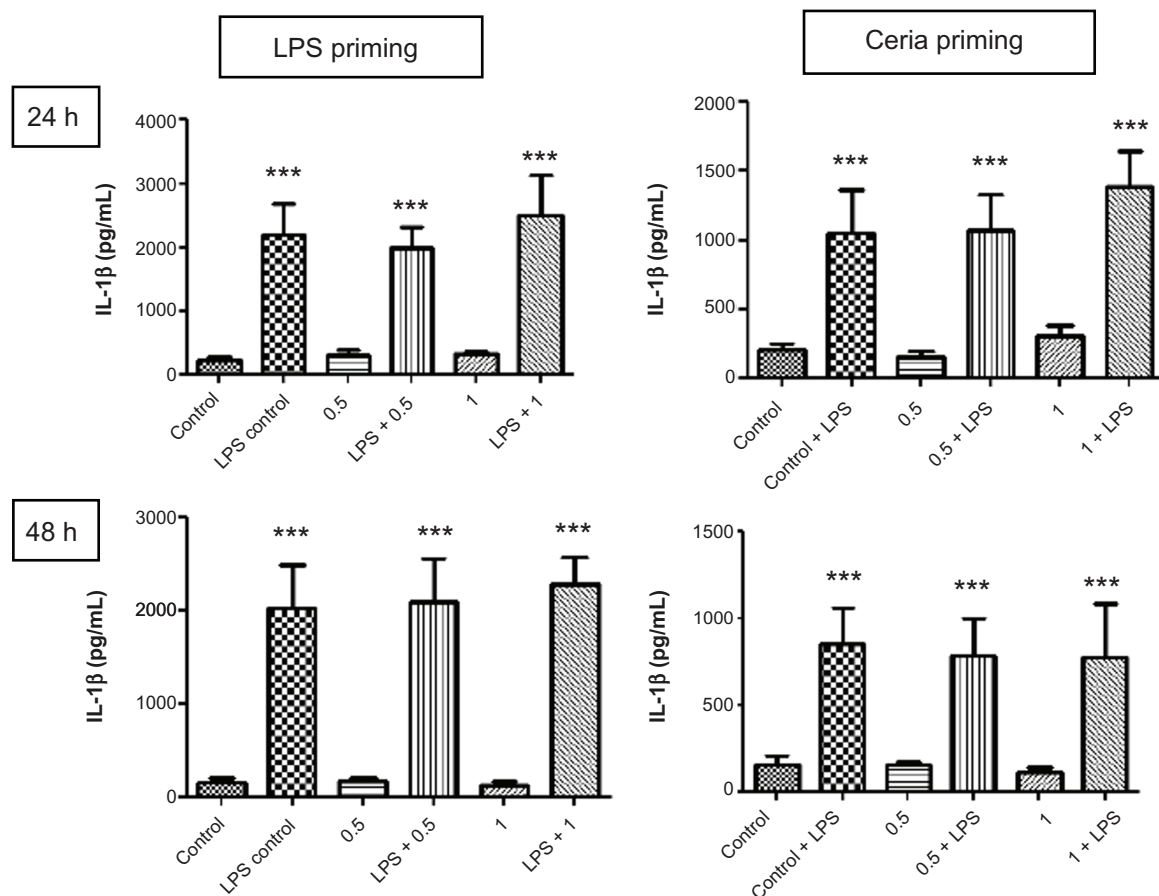 LPS priming
Ceria priming
24 h
4000
3000
2000
1000
0
IL-1β (pg/mL)
***
***
***
Control
LPS control
0.5
LPS + 0.5
1
LPS + 1
2000
1500
1000
500
0
IL-1β (pg/mL)
***
***
***
Control
Control + LPS
0.5
0.5 + LPS
1
1 + LPS
48 h
3000
2000
1000
0
IL-1β (pg/mL)
***
***
***
Control
LPS control
0.5
LPS + 0.5
1
LPS + 1
1500
1000
500
0
IL-1β (pg/mL)
***
***
***
Control
Control + LPS
0.5
0.5 + LPS
1
1 + LPS